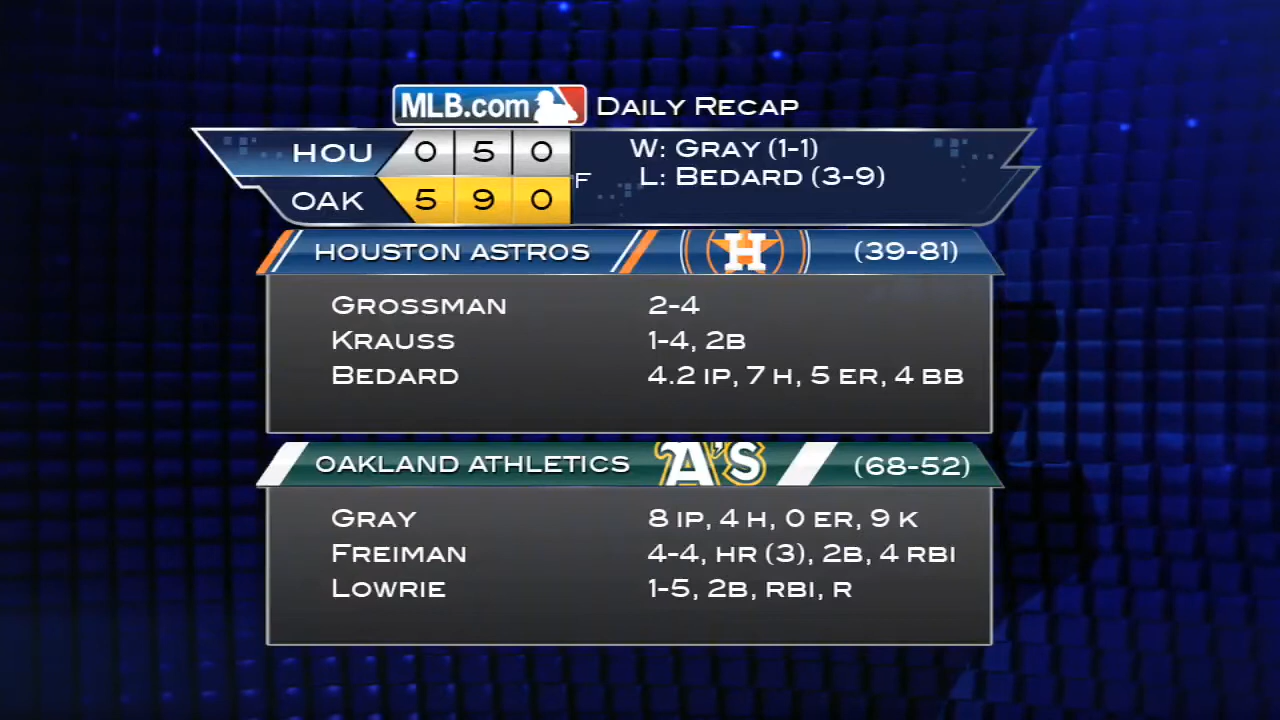 MLB.com DAILY RECAP
HOU 0 5 0
OAK 5 9 0
F
W: GRAY (1-1)
L: BEDARD (3-9)
HOUSTON ASTROS H (39-81)
GROSSMAN 2-4
KRAUSS 1-4, 2B
BEDARD 4.2 IP, 7 H, 5 ER, 4 BB
OAKLAND ATHLETICS A'S (68-52)
GRAY 8 IP, 4 H, 0 ER, 9 K
FREIMAN 4-4, HR (3), 2B, 4 RBI
LOWRIE 1-5, 2B, RBI, R